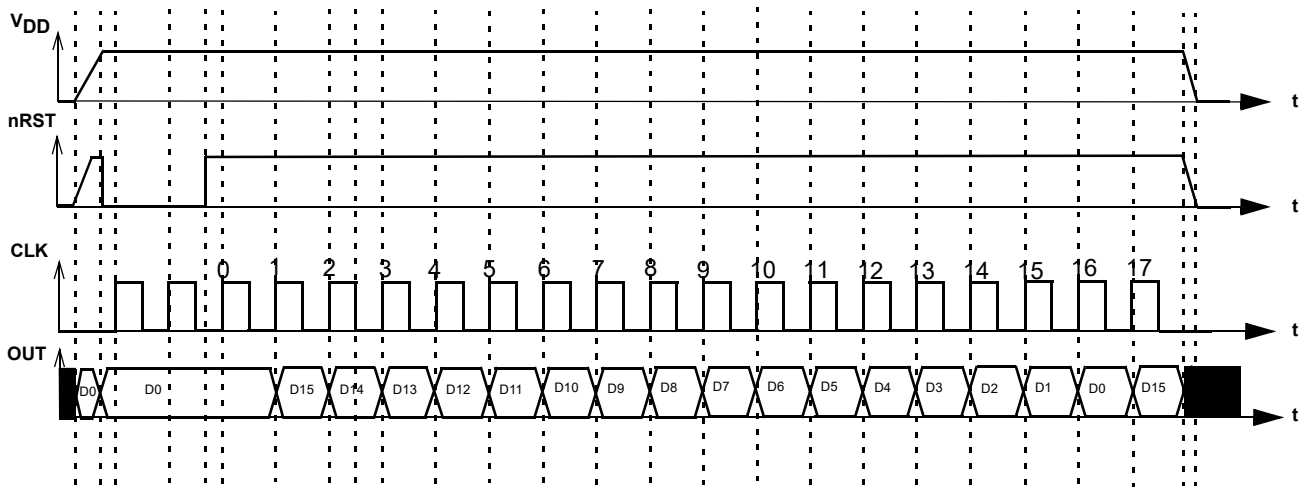 VDD
t
nRST
t
CLK
0 1 2 3 4 5 6 7 8 9 10 11 12 13 14 15 16 17
t
OUT
D0 D0 D15 D14 D13 D12 D11 D10 D9 D8 D7 D6 D5 D4 D3 D2 D1 D0 D15
t